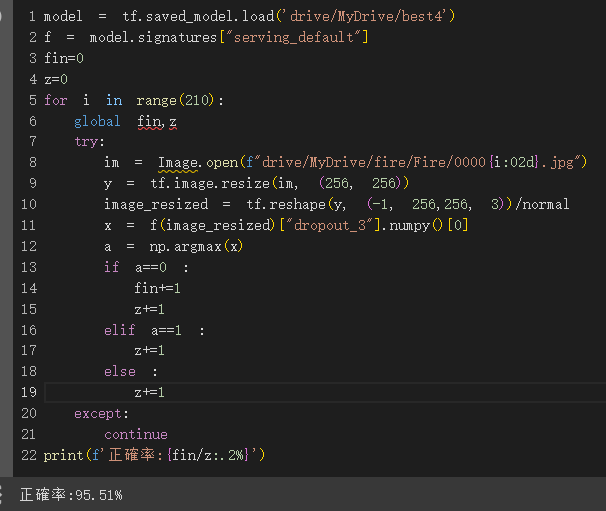 1 model = tf.saved_model.load('drive/MyDrive/best4')
2 f = model.signatures["serving_default"]
3 fin=0
4 z=0
5 for i in range(210):
6 global fin,z
7 try:
8 im = Image.open(f"drive/MyDrive/fire/Fire/0000{i:02d}.jpg")
9 y = tf.image.resize(im, (256, 256))
10 image_resized = tf.reshape(y, (-1, 256,256, 3))/normal
11 x = f(image_resized)["dropout_3"].numpy()[0]
12 a = np.argmax(x)
13 if a==0 :
14 fin+=1
15 z+=1
16 elif a==1 :
17 z+=1
18 else :
19 z+=1
20 except:
21 continue
22 print(f'正確率:{fin/z:.2%}')
正確率:95.51%